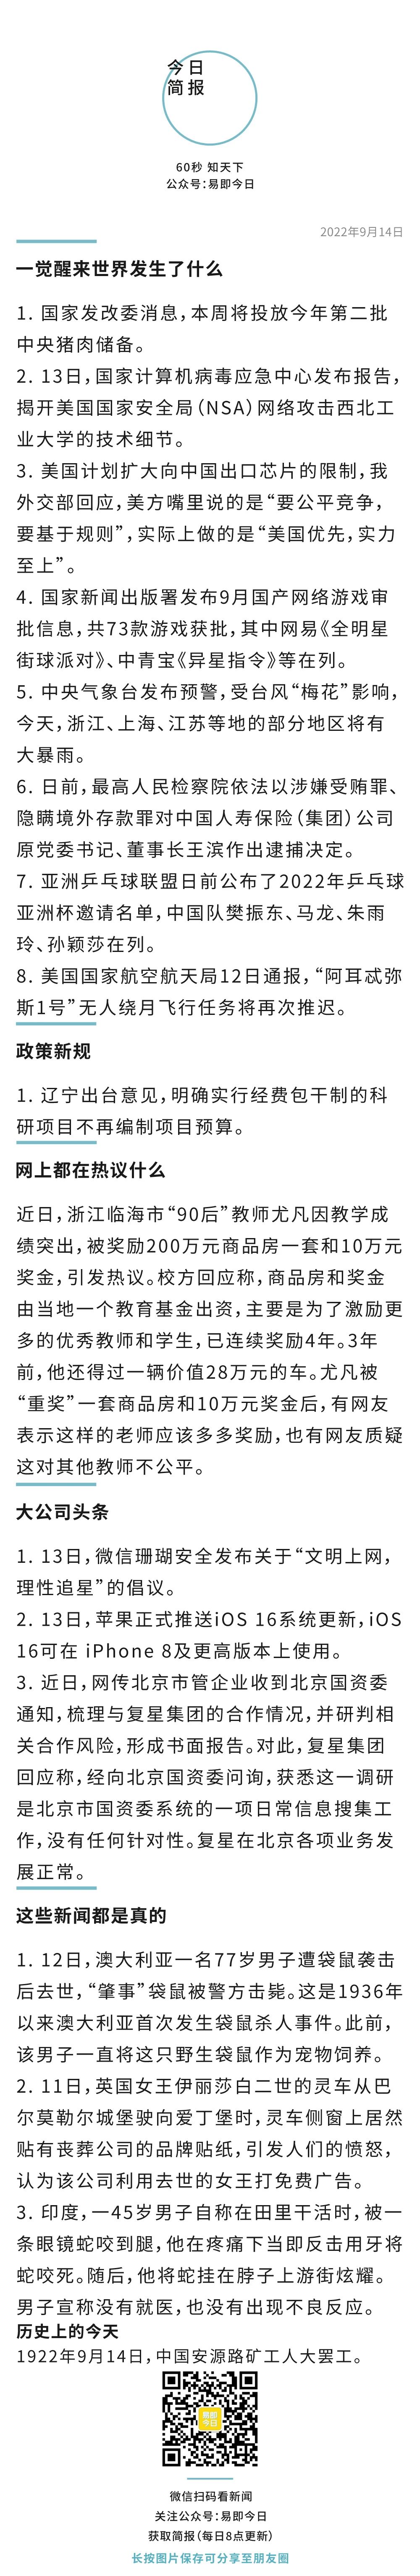 今日
简报
60秒 知天下
公众号：易即今日
2022年9月14日
一觉醒来世界发生了什么
1. 国家发改委消息，本周将投放今年第二批
中央猪肉储备。
2. 13日，国家计算机病毒应急中心发布报告，
揭开美国国家安全局（NSA）网络攻击西北工
业大学的技术细节。
3. 美国计划扩大向中国出口芯片的限制，我
外交部回应，美方嘴里说的是“要公平竞争，
要基于规则”，实际上做的是“美国优先，实力
至上”。
4. 国家新闻出版署发布9月国产网络游戏审
批信息，共73款游戏获批，其中网易《全明星
街球派对》、中青宝《异星指令》等在列。
5. 中央气象台发布预警，受台风“梅花”影响，
今天，浙江、上海、江苏等地的部分地区将有
大暴雨。
6. 日前，最高人民检察院依法以涉嫌受贿罪、
隐瞒境外存款罪对中国人寿保险（集团）公司
原党委书记、董事长王滨作出逮捕决定。
7. 亚洲乒乓球联盟日前公布了2022年乒乓球
亚洲杯邀请名单，中国队樊振东、马龙、朱雨
玲、孙颖莎在列。
8. 美国国家航空航天局12日通报，“阿耳忒弥
斯1号”无人绕月飞行任务将再次推迟。
政策新规
1. 辽宁出台意见，明确实行经费包干制的科
研项目不再编制项目预算。
网上都在热议什么
近日，浙江临海市“90后”教师尤凡因教学成
绩突出，被奖励200万元商品房一套和10万元
奖金，引发热议。校方回应称，商品房和奖金
由当地一个教育基金出资，主要是为了激励更
多的优秀教师和学生，已连续奖励4年。3年
前，他还得过一辆价值28万元的车。尤凡被
“重奖”一套商品房和10万元奖金后，有网友
表示这样的老师应该多多奖励，也有网友质疑
这对其他教师不公平。
大公司头条
1. 13日，微信珊瑚安全发布关于“文明上网，
理性追星”的倡议。
2. 13日，苹果正式推送iOS 16系统更新，iOS
16可在 iPhone 8及更高版本上使用。
3. 近日，网传北京市管企业收到北京国资委
通知，梳理与复星集团的合作情况，并研判相
关合作风险，形成书面报告。对此，复星集团
回应称，经向北京国资委问询，获悉这一调研
是北京市国资委系统的一项日常信息搜集工
作，没有任何针对性。复星在北京各项业务发
展正常。
这些新闻都是真的
1. 12日，澳大利亚一名77岁男子遭袋鼠袭击
后去世，“肇事”袋鼠被警方击毙。这是1936年
以来澳大利亚首次发生袋鼠杀人事件。此前，
该男子一直将这只野生袋鼠作为宠物饲养。
2. 11日，英国女王伊丽莎白二世的灵车从巴
尔莫勒尔城堡驶向爱丁堡时，灵车侧窗上居然
贴有丧葬公司的品牌贴纸，引发人们的愤怒，
认为该公司利用去世的女王打免费广告。
3. 印度，一45岁男子自称在田里干活时，被一
条眼镜蛇咬到腿，他在疼痛下当即反击用牙将
蛇咬死。随后，他将蛇挂在脖子上游街炫耀。
男子宣称没有就医，也没有出现不良反应。
历史上的今天
1922年9月14日，中国安源路矿工人大罢工。
易即
今日
微信扫码看新闻
关注公众号：易即今日
获取简报（每日8点更新）
长按图片保存可分享至朋友圈